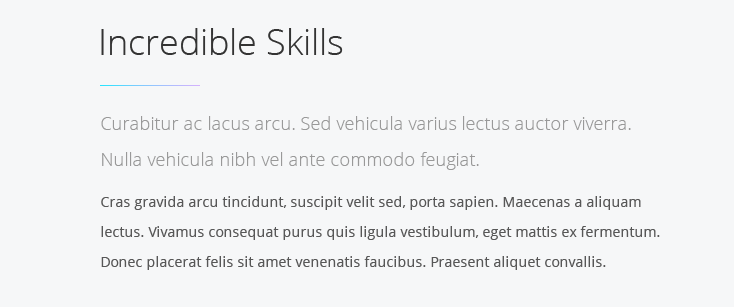 Incredible Skills
Curabitur ac lacus arcu. Sed vehicula varius lectus auctor viverra.
Nulla vehicula nibh vel ante commodo feugiat.
Cras gravida arcu tincidunt, suscipit velit sed, porta sapien. Maecenas a aliquam
lectus. Vivamus consequat purus quis ligula vestibulum, eget mattis ex fermentum.
Donec placerat felis sit amet venenatis faucibus. Praesent aliquet convallis.